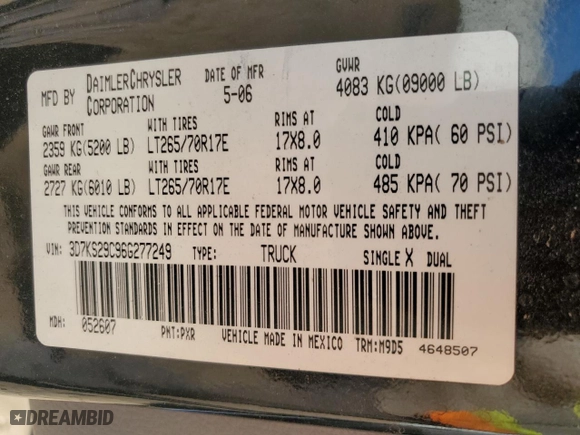 MFD BY DAIMLERCHRYSLER CORPORATION DATE OF MFR 5-06 GVWR 4083 KG(09000 LB)
GAWR FRONT WITH TIRES RIMS AT COLD
2359 KG(5200 LB) LT265/70R17E 17X8.0 410 KPA( 60 PSI)
GAWR REAR WITH TIRES RIMS AT COLD
2727 KG(6010 LB) LT265/70R17E 17X8.0 485 KPA( 70 PSI)
THIS VEHICLE CONFORMS TO ALL APPLICABLE FEDERAL MOTOR VEHICLE SAFETY AND THEFT
PREVENTION STANDARDS IN EFFECT ON THE DATE OF MANUFACTURE SHOWN ABOVE.
VIN: 3D7KS29C96G277249 TYPE: TRUCK SINGLE X DUAL
MDH: 052607 PNT:PXR VEHICLE MADE IN MEXICO TRM:M9D5 4648507
DREAMBID